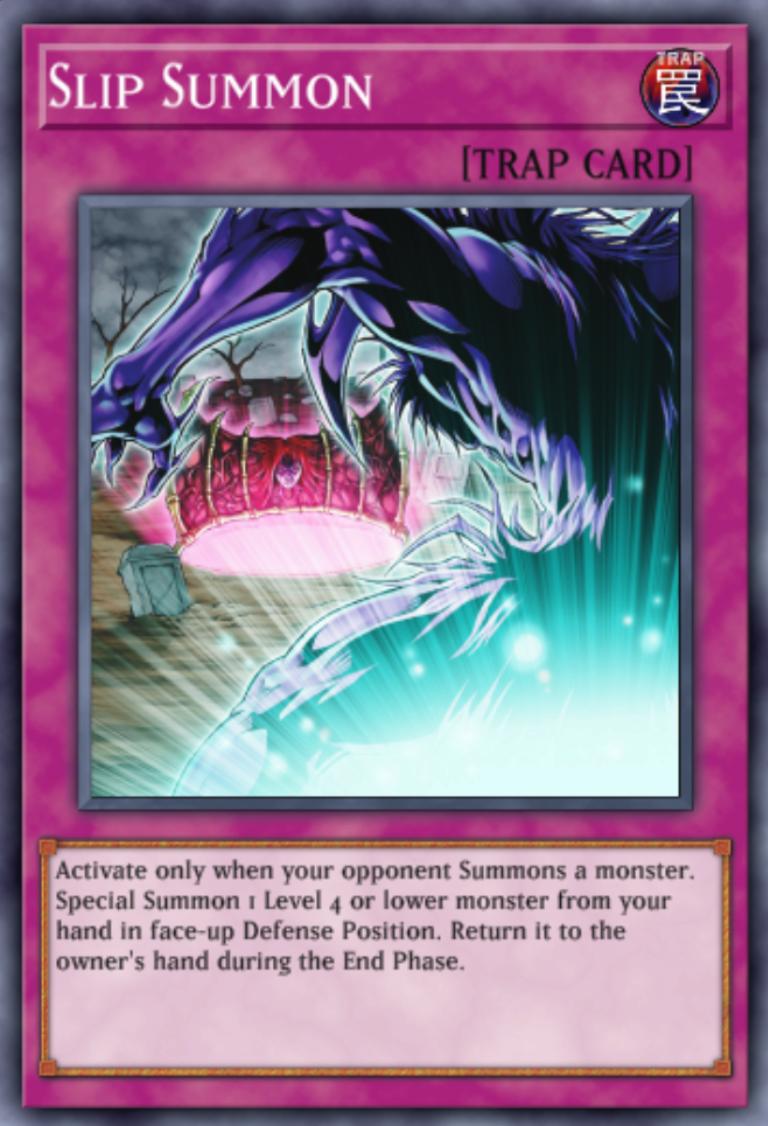 SLIP SUMMON
TRAP
罠
[TRAP CARD]
Activate only when your opponent Summons a monster.
Special Summon 1 Level 4 or lower monster from your
hand in face-up Defense Position. Return it to the
owner's hand during the End Phase.